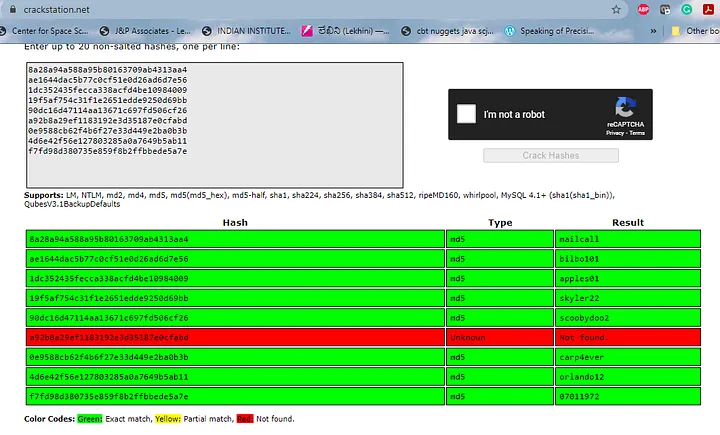 crackstation.net
Center for Space Sc... J&P Associates - Le... INDIAN INSTITUTE... లేఖిని (Lekhini) —... cbt nuggets java scj... Speaking of Precisi... » Other boo
Enter up to 20 non-salted hashes, one per line:
8a28a94a588a95b80163709ab4313aa4
ae1644dac5b77c0cf51e0d26ad6d7e56
1dc352435fecca338acfd4be10984009
19f5af754c31f1e2651edde9250d69bb
90dc16d47114aa13671c697fd506cf26
a92b8a29ef1183192e3d35187e0cfabd
0e9588cb62f4b6f27e33d449e2ba0b3b
4d6e42f56e127803285a0a7649b5ab11
f7fd98d380735e859f8b2ffbbede5a7e
I'm not a robot
reCAPTCHA
Privacy - Terms
Crack Hashes
Supports: LM, NTLM, md2, md4, md5, md5(md5_hex), md5-half, sha1, sha224, sha256, sha384, sha512, ripeMD160, whirlpool, MySQL 4.1+ (sha1(sha1_bin)),
QubesV3.1BackupDefaults
Hash Type Result
8a28a94a588a95b80163709ab4313aa4 md5 mailcall
ae1644dac5b77c0cf51e0d26ad6d7e56 md5 bilbo101
1dc352435fecca338acfd4be10984009 md5 apples01
19f5af754c31f1e2651edde9250d69bb md5 skyler22
90dc16d47114aa13671c697fd506cf26 md5 scoobydoo2
a92b8a29ef1183192e3d35187e0cfabd Unknown Not found.
0e9588cb62f4b6f27e33d449e2ba0b3b md5 carp4ever
4d6e42f56e127803285a0a7649b5ab11 md5 orlando12
f7fd98d380735e859f8b2ffbbede5a7e md5 07011972
Color Codes: Green: Exact match, Yellow: Partial match, Red: Not found.